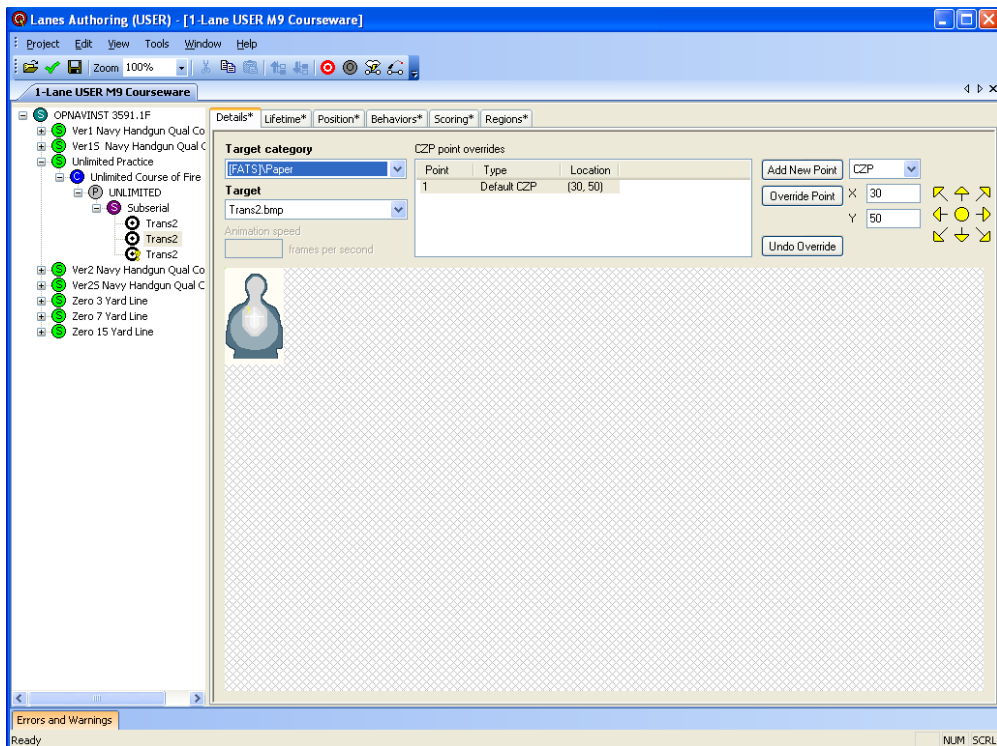 Lanes Authoring (USER) - [1-Lane USER M9 Courseware]
Project Edit View Tools Window Help
Zoom 100%
1-Lane USER M9 Courseware
OPNAVINST 3591.1F
Ver1 Navy Handgun Qual Co
Ver1S Navy Handgun Qual C
Unlimited Practice
Unlimited Course of Fire
UNLIMITED
Subserial
Trans2
Trans2
Trans2
Ver2 Navy Handgun Qual Co
Ver2S Navy Handgun Qual C
Zero 3 Yard Line
Zero 7 Yard Line
Zero 15 Yard Line
Details* Lifetime* Position* Behaviors* Scoring* Regions*
Target category
[FATS]\Paper
Target
Trans2.bmp
Animation speed
frames per second
CZP point overrides
Point Type Location
1 Default CZP (30, 50)
Add New Point CZP
Override Point X 30
Y 50
Undo Override
Errors and Warnings
Ready NUM SCRL